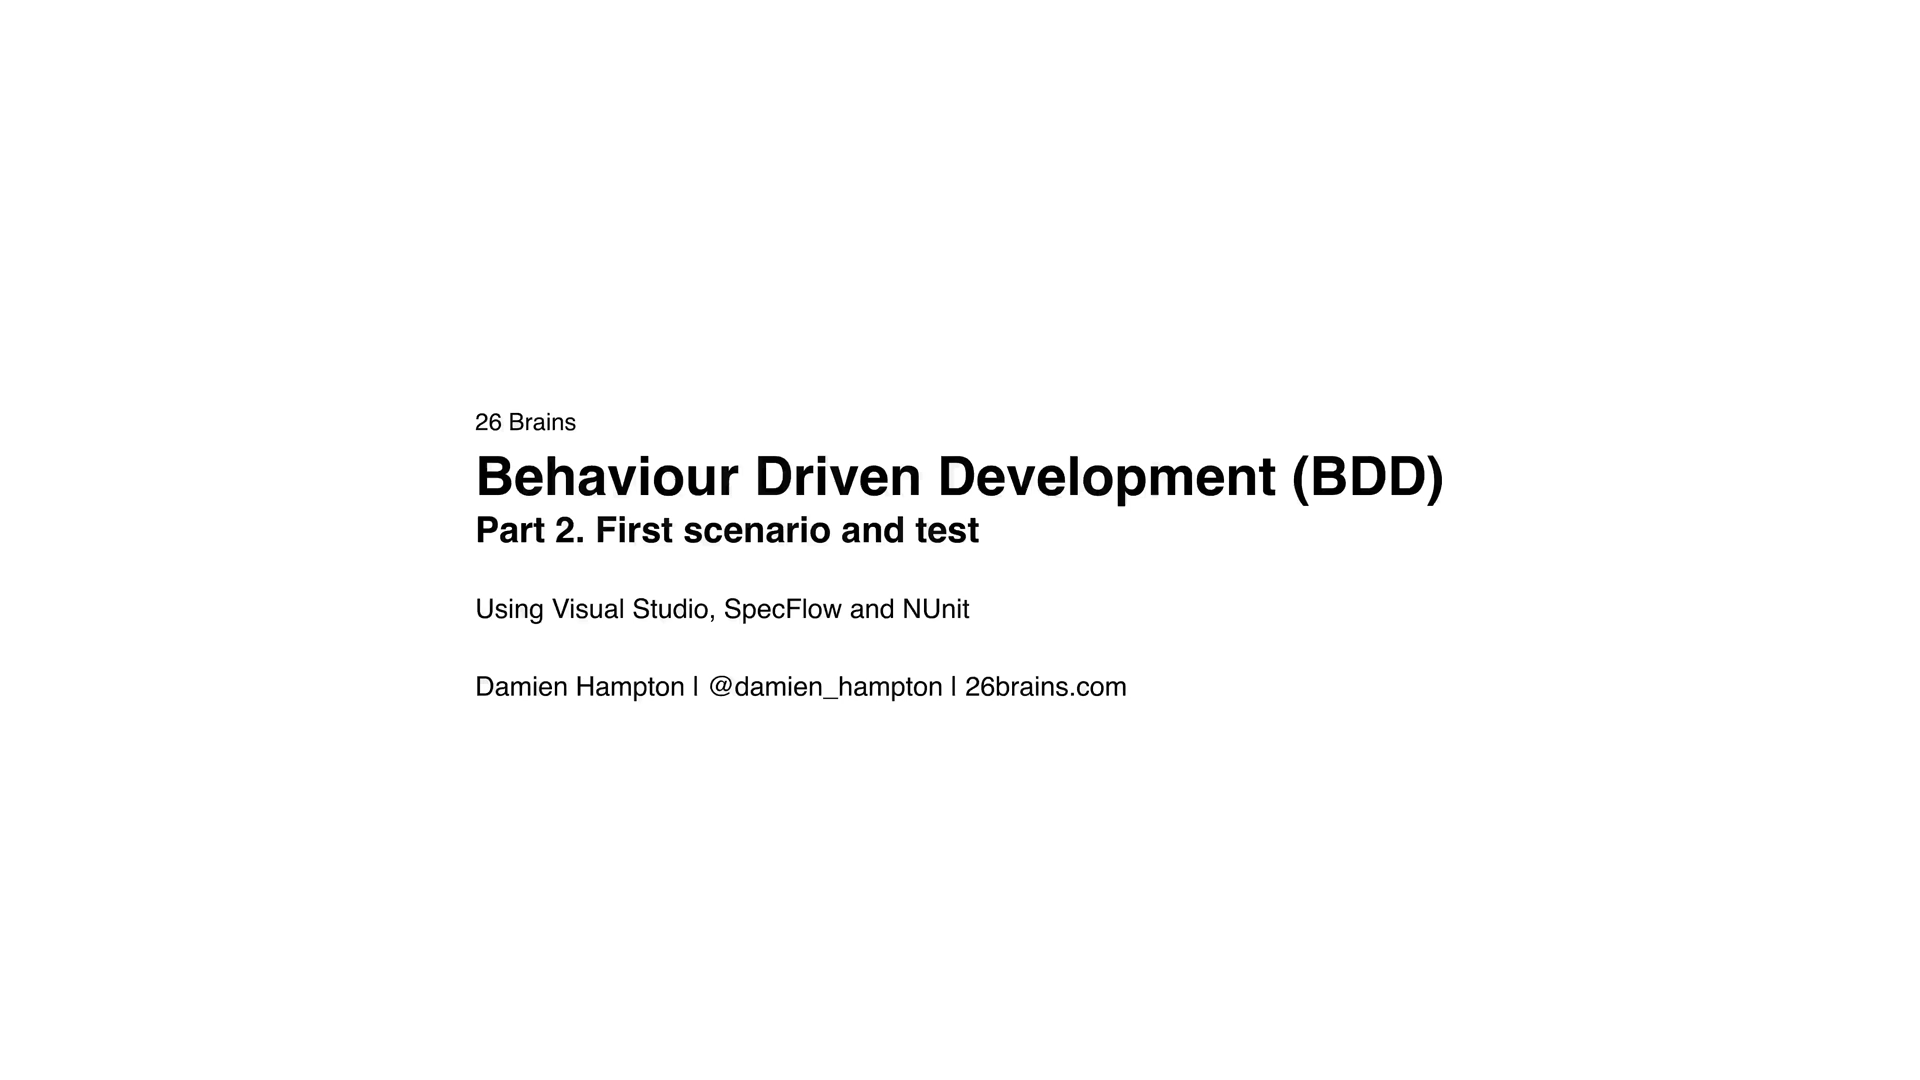 26 Brains
Behaviour Driven Development (BDD)
Part 2. First scenario and test
Using Visual Studio, SpecFlow and NUnit
Damien Hampton | @damien_hampton | 26brains.com